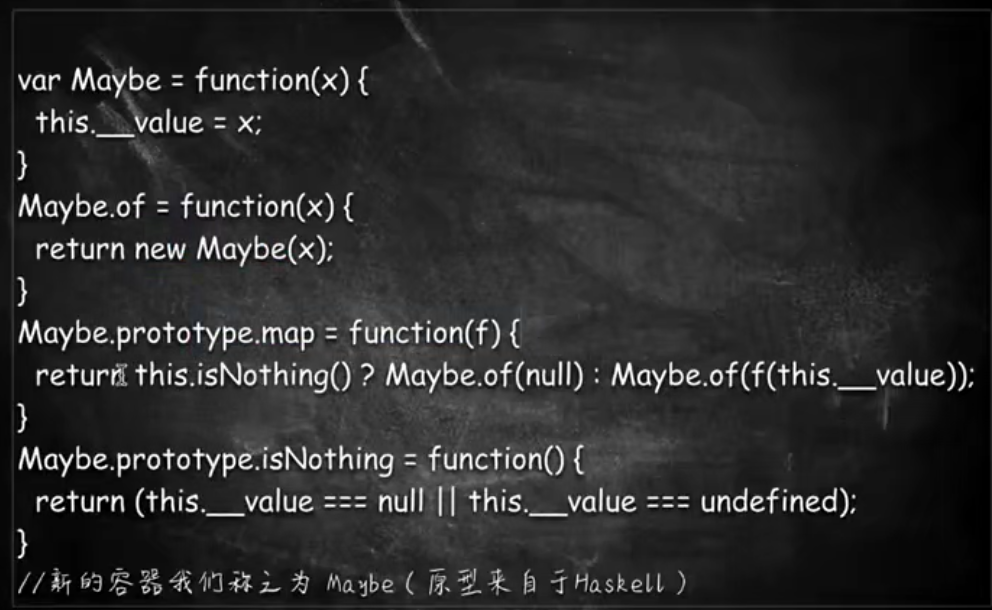 var Maybe = function(x) {
this.__value = x;
}
Maybe.of = function(x) {
return new Maybe(x);
}
Maybe.prototype.map = function(f) {
return this.isNothing() ? Maybe.of(null) : Maybe.of(f(this.__value));
}
Maybe.prototype.isNothing = function() {
return (this.__value === null || this.__value === undefined);
}
//新的容器我们称之为 Maybe ( 原型来自于Haskell )